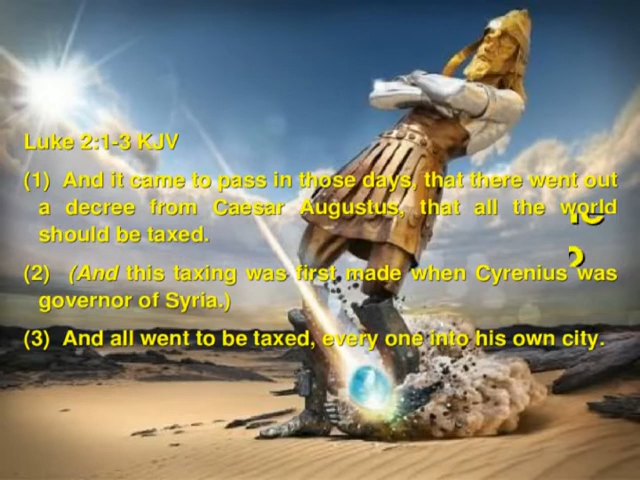 Luke 2:1-3 KJV
(1) And it came to pass in those days, that there went out
a decree from Caesar Augustus, that all the world
should be taxed.
(2) (And this taxing was first made when Cyrenius was
governor of Syria.)
(3) And all went to be taxed, every one into his own city.